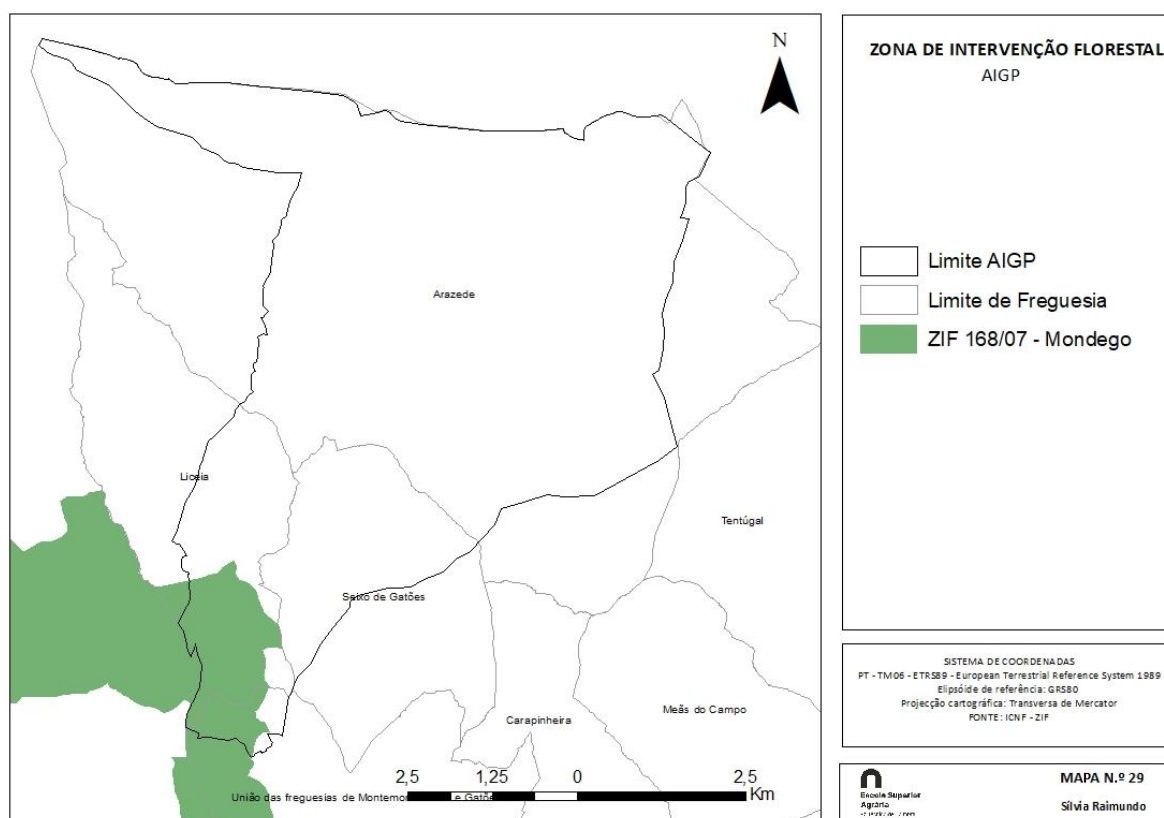 N
Arazede
Liceia
Tentúgal
Seixo de Gatões
Carapinheira
Meãs do Campo
2,5 1,25 0 2,5
Km
União das freguesias de Montemor e Gatões
ZONA DE INTERVENÇÃO FLORESTAL
AIGP
Limite AIGP
Limite de Freguesia
ZIF 168/07 - Mondego
SISTEMA DE COORDENADAS
PT - TM06 - ETRS89 - European Terrestrial Reference System 1989
Elipsóide de referência: GRS80
Projecção cartográfica: Transversa de Mercator
FONTE: ICNF - ZIF
Escola Superior
Agrária
MAPA N.º 29
Sílvia Raimundo